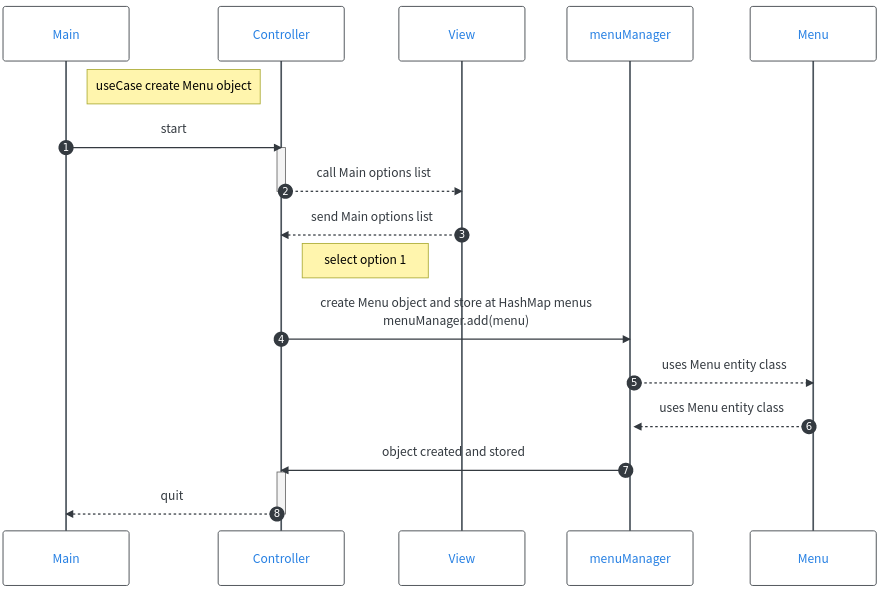 Main
Controller
View
menuManager
Menu
useCase create Menu object
start
1
call Main options list
2
send Main options list
3
select option 1
create Menu object and store at HashMap menus
menuManager.add(menu)
4
uses Menu entity class
5
uses Menu entity class
6
object created and stored
7
quit
8
Main
Controller
View
menuManager
Menu